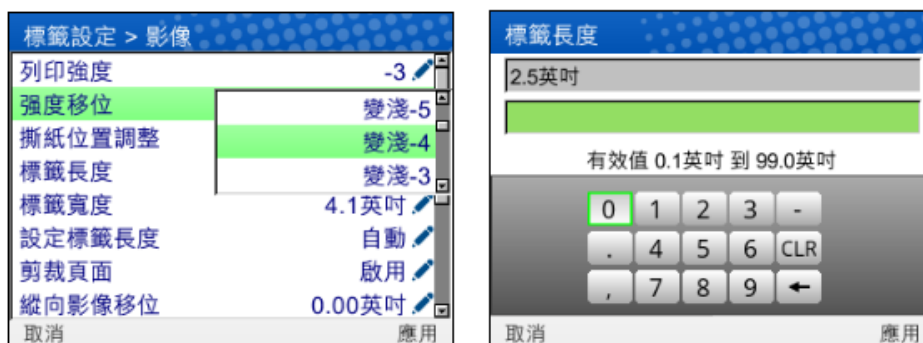 標籤設定 > 影像
列印強度 -3
强度移位
變淺-5
撕紙位置調整
變淺-4
標籤長度
變淺-3
標籤寬度 4.1英吋
設定標籤長度 自動
剪裁頁面 啟用
縱向影像移位 0.00英吋
取消 應用
標籤長度
2.5英吋
有效值 0.1英吋 到 99.0英吋
0 1 2 3 -
. 4 5 6 CLR
, 7 8 9 ←
取消 應用